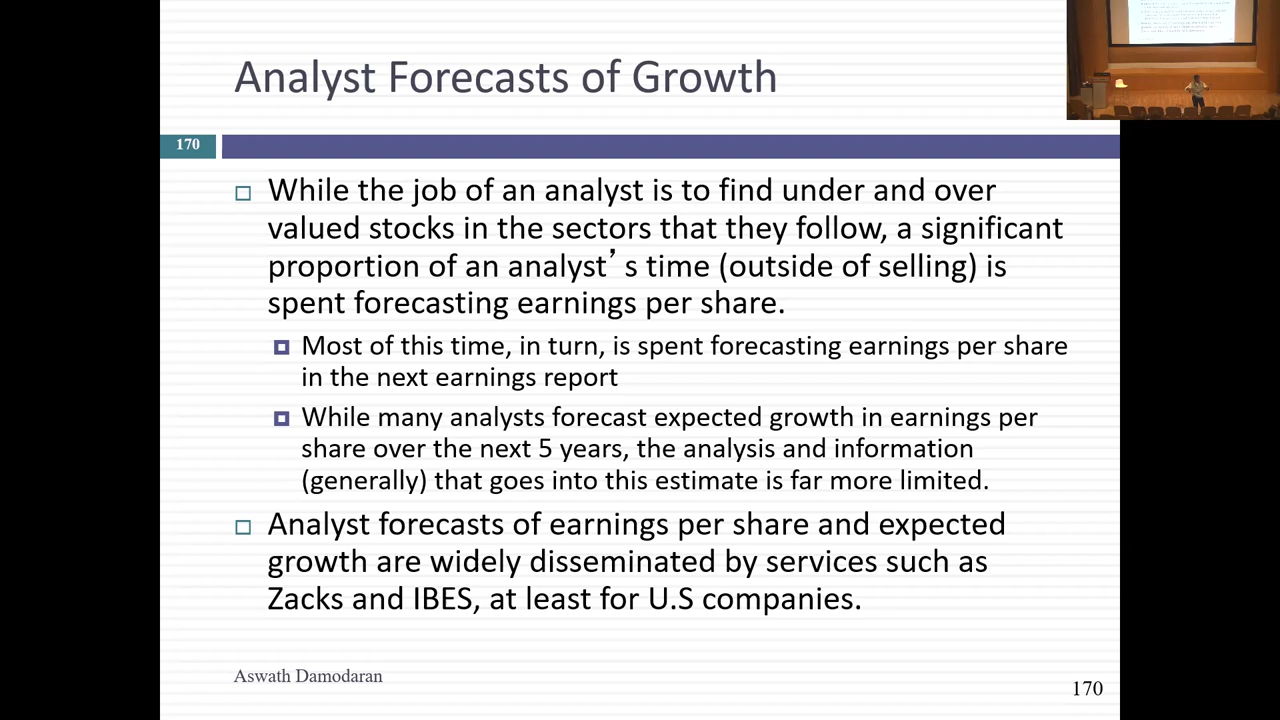 Analyst Forecasts of Growth
170
While the job of an analyst is to find under and over
valued stocks in the sectors that they follow, a significant
proportion of an analyst’ s time (outside of selling) is
spent forecasting earnings per share.
Most of this time, in turn, is spent forecasting earnings per share
in the next earnings report
While many analysts forecast expected growth in earnings per
share over the next 5 years, the analysis and information
(generally) that goes into this estimate is far more limited.
Analyst forecasts of earnings per share and expected
growth are widely disseminated by services such as
Zacks and IBES, at least for U.S companies.
Aswath Damodaran
170